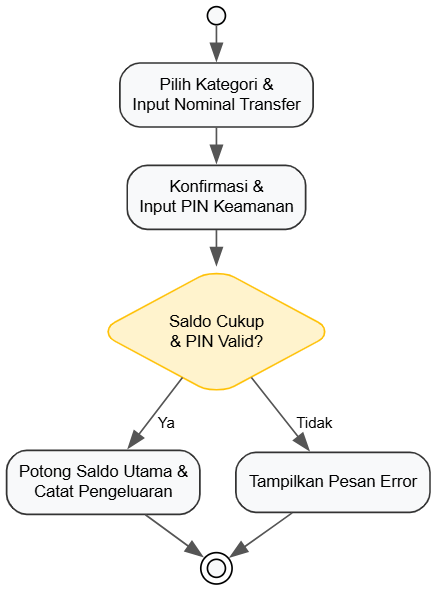 Pilih Kategori &
Input Nominal Transfer
Konfirmasi &
Input PIN Keamanan
Saldo Cukup
& PIN Valid?
Ya
Tidak
Potong Saldo Utama &
Catat Pengeluaran
Tampilkan Pesan Error